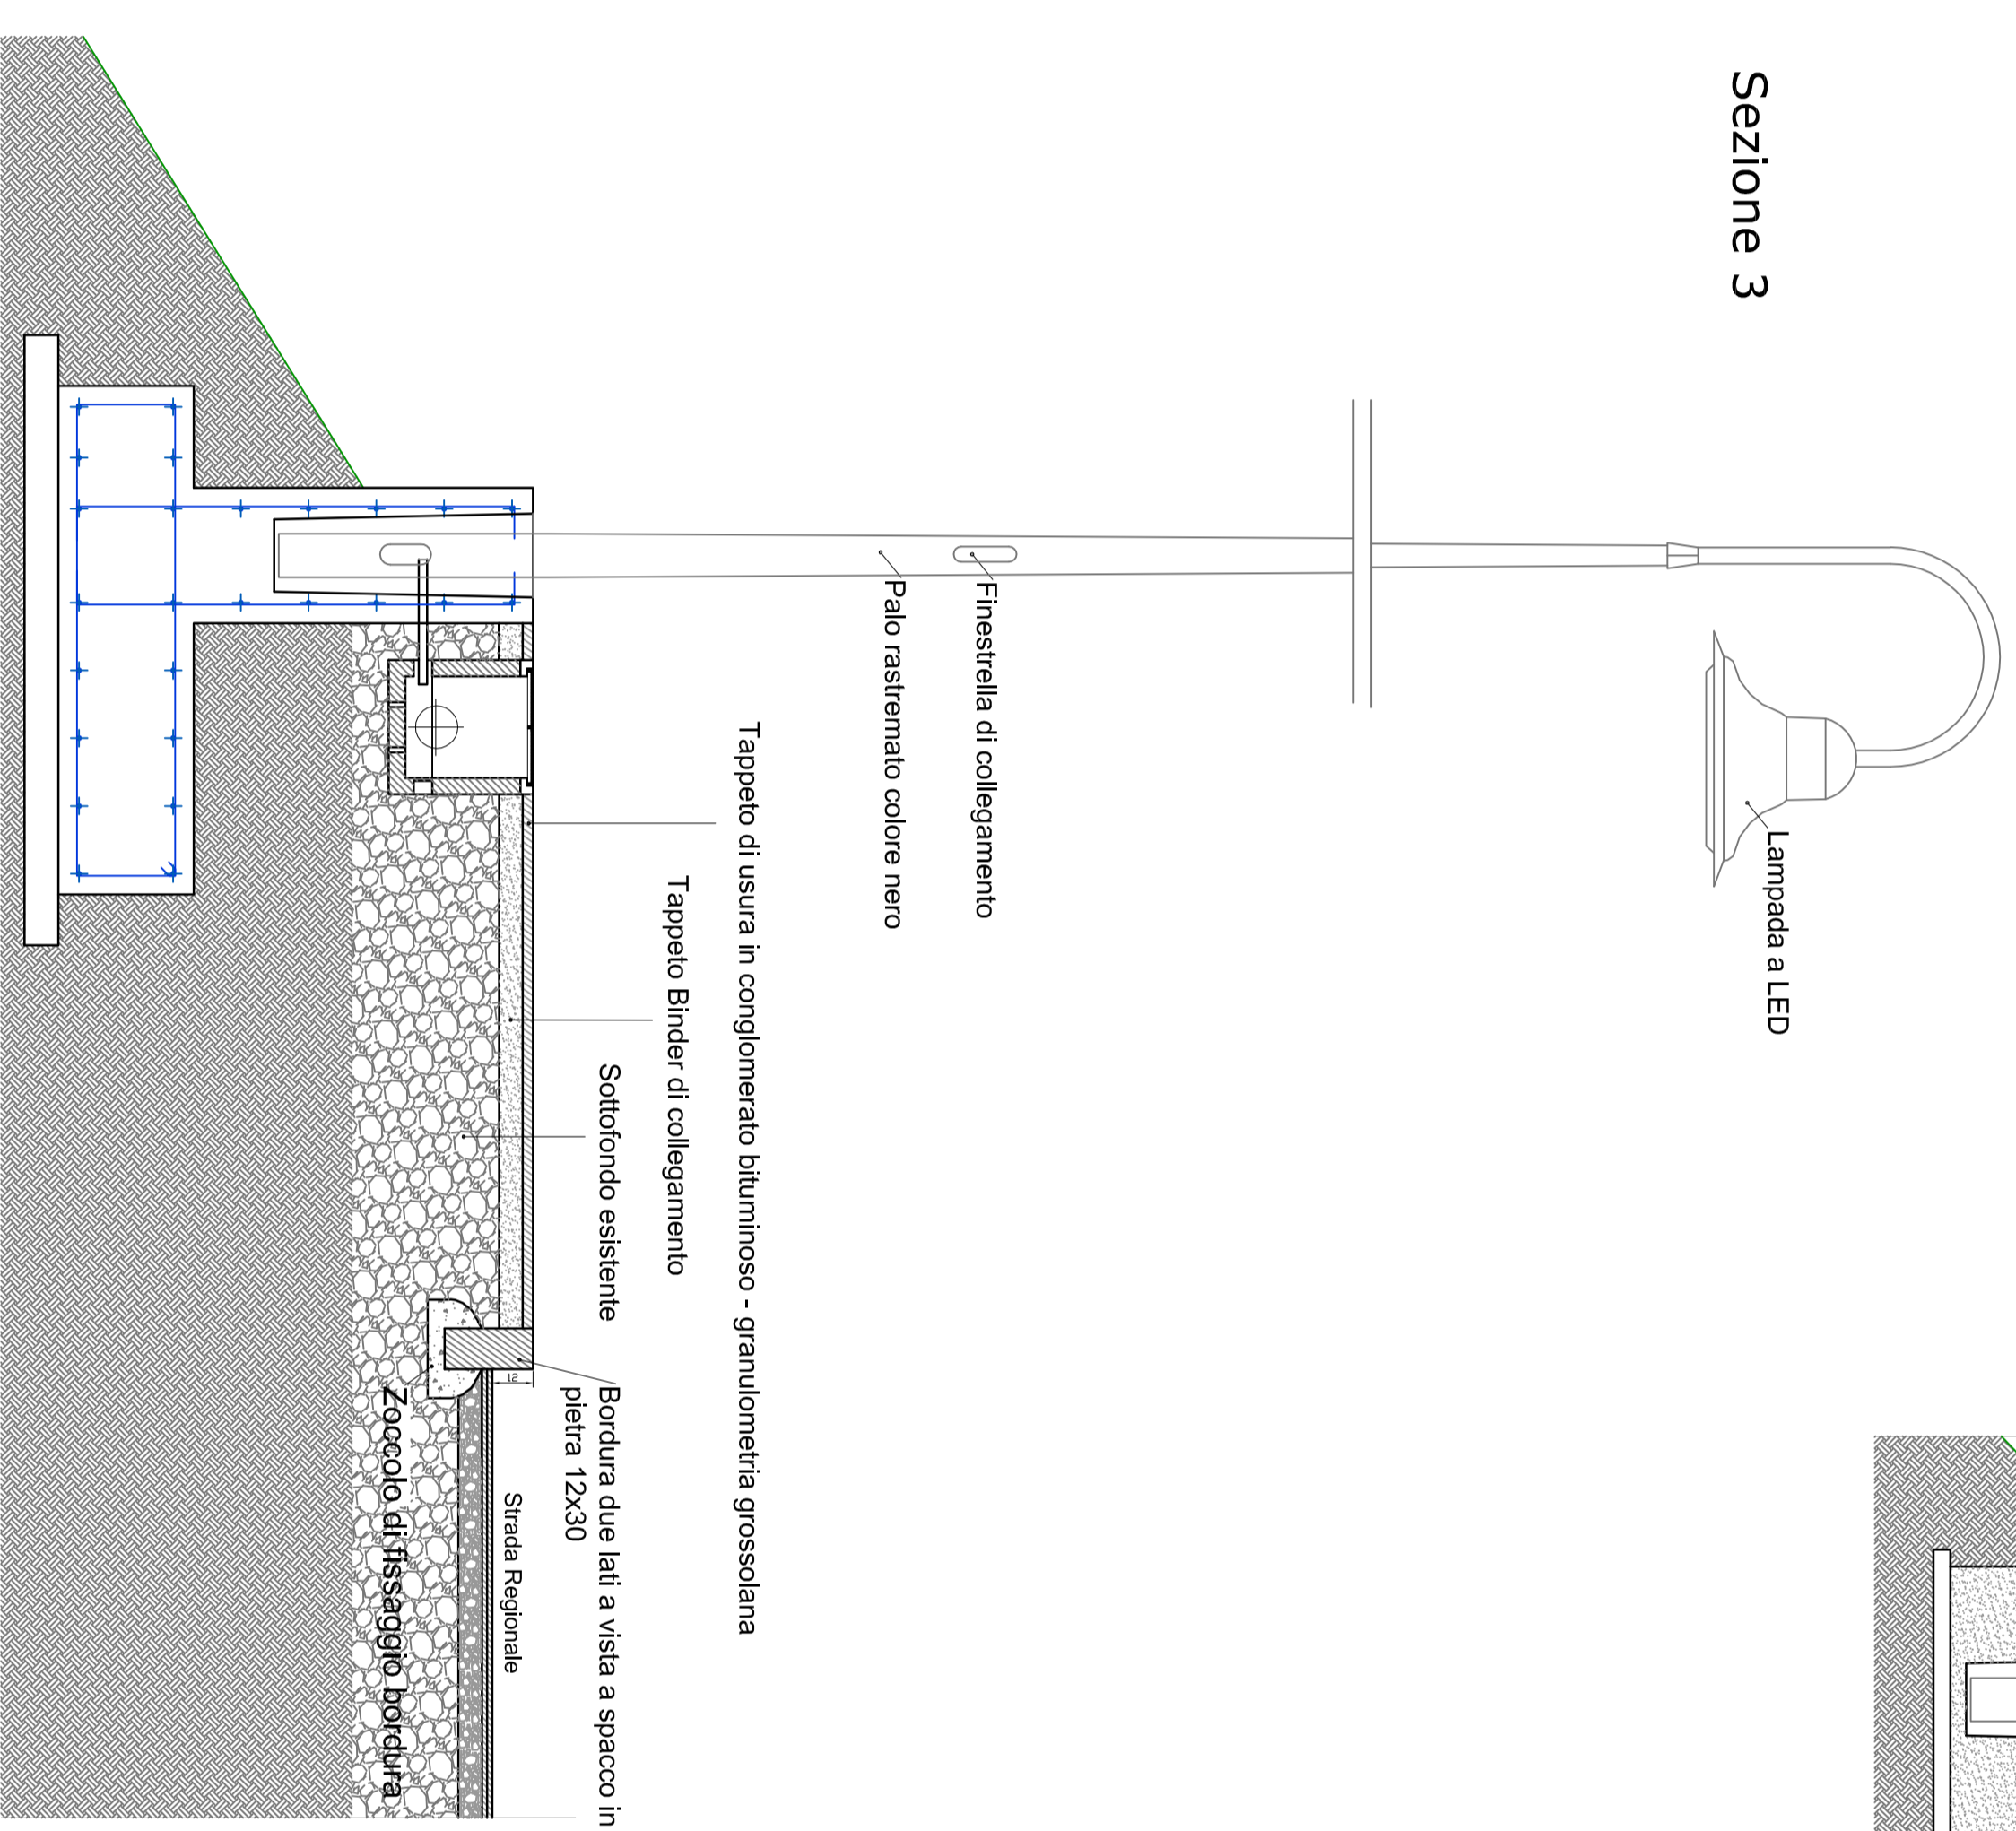 Sezione 3
Lampada a LED
Finestrella di collegamento
Palo rastremato colore nero
Tappeto di usura in conglomerato bituminoso - granulometria grossolana
Tappeto Binder di collegamento
Sottofondo esistente
Bordura due lati a vista a spacco in
pietra 12x30
12
Strada Regionale
Zoccolo di fissaggio bordura